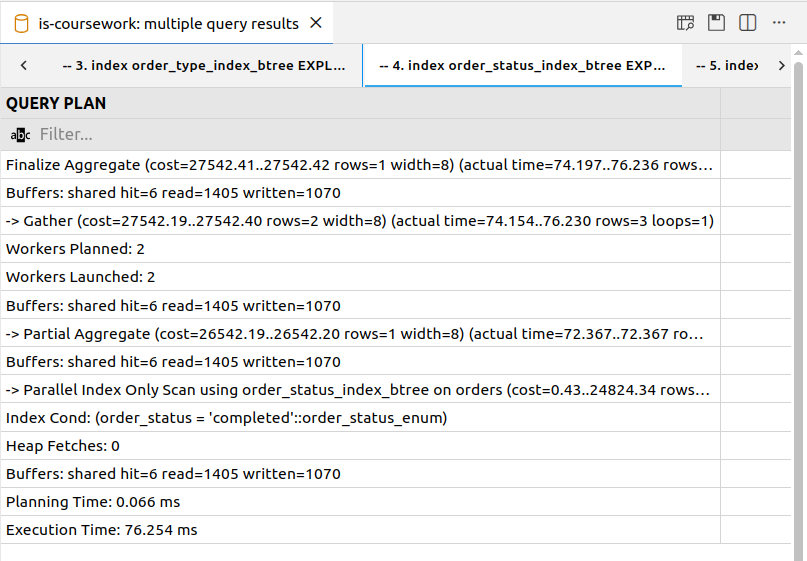 is-coursework: multiple query results
-- 3. index order_type_index_btree EXPL...
-- 4. index order_status_index_btree EXP...
-- 5. index
QUERY PLAN
abc Filter...
Finalize Aggregate (cost=27542.41..27542.42 rows=1 width=8) (actual time=74.197..76.236 rows...
Buffers: shared hit=6 read=1405 written=1070
-> Gather (cost=27542.19..27542.40 rows=2 width=8) (actual time=74.154..76.230 rows=3 loops=1)
Workers Planned: 2
Workers Launched: 2
Buffers: shared hit=6 read=1405 written=1070
-> Partial Aggregate (cost=26542.19..26542.20 rows=1 width=8) (actual time=72.367..72.367 ro...
Buffers: shared hit=6 read=1405 written=1070
-> Parallel Index Only Scan using order_status_index_btree on orders (cost=0.43..24824.34 rows...
Index Cond: (order_status = 'completed'::order_status_enum)
Heap Fetches: 0
Buffers: shared hit=6 read=1405 written=1070
Planning Time: 0.066 ms
Execution Time: 76.254 ms